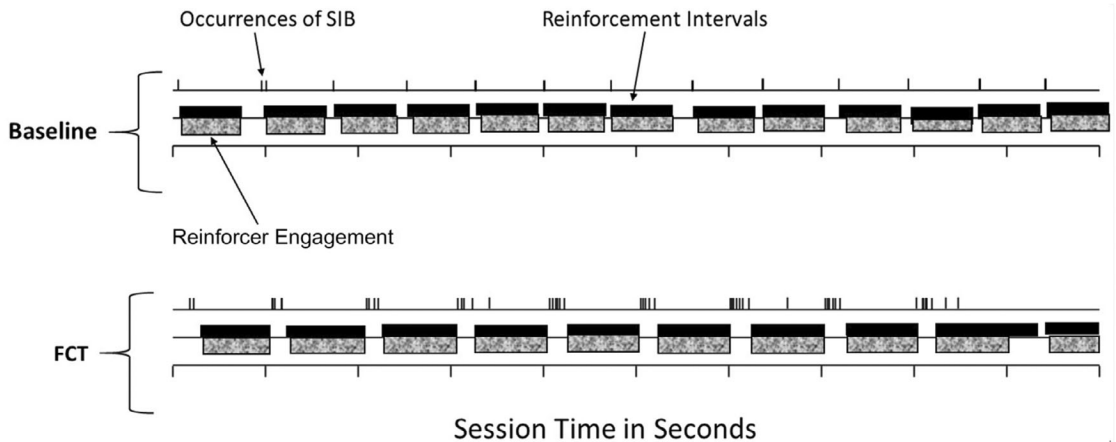 Occurrences of SIB
Reinforcement Intervals
Baseline
Reinforcer Engagement
FCT
Session Time in Seconds